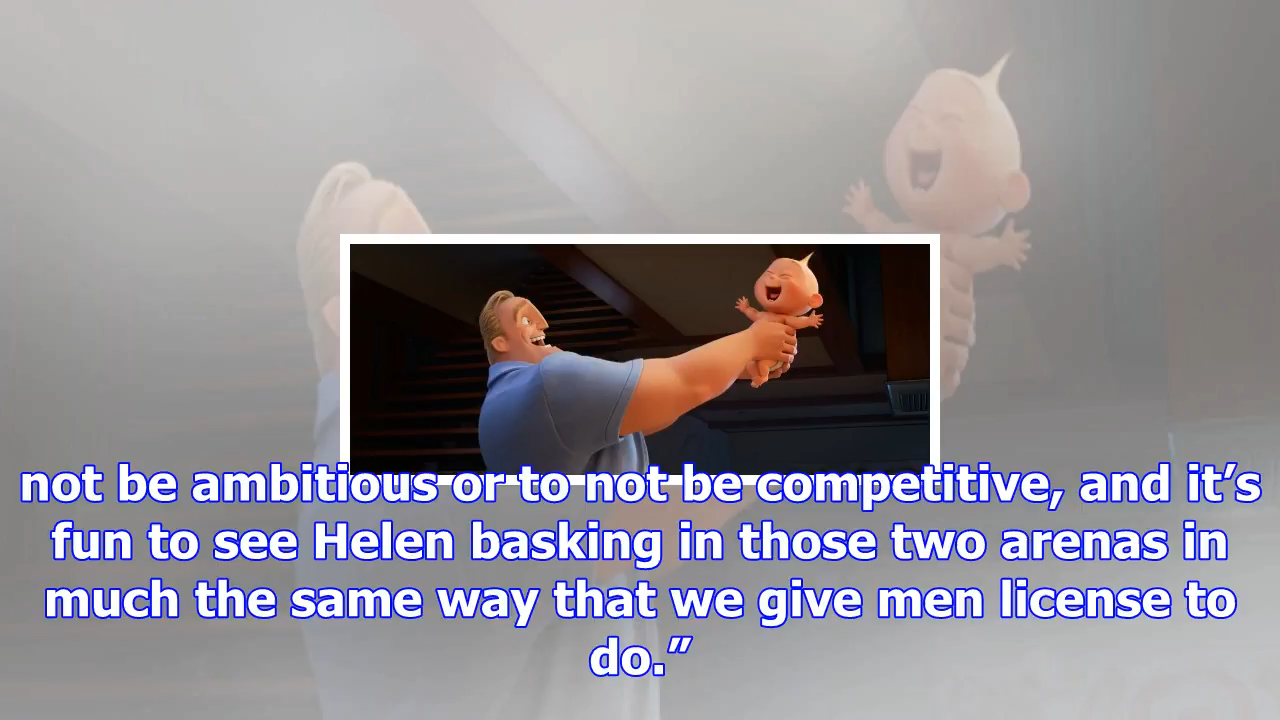 not be ambitious or to not be competitive, and it’s
fun to see Helen basking in those two arenas in
much the same way that we give men license to
do.”